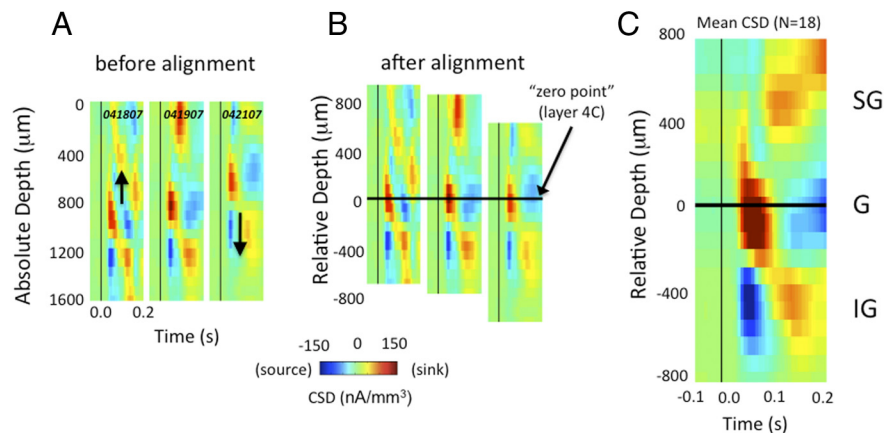 A
before alignment
Absolute Depth (μm)
0
400
800
1200
1600
041807
041907
042107
0.0
0.2
Time (s)
B
after alignment
Relative Depth (μm)
800
400
0
-400
-800
"zero point"
(layer 4C)
-150
0
150
(source)
(sink)
CSD (nA/mm³)
C
Mean CSD (N=18)
Relative Depth (μm)
800
400
0
-400
-800
SG
G
IG
-0.1
0.0
0.1
0.2
Time (s)